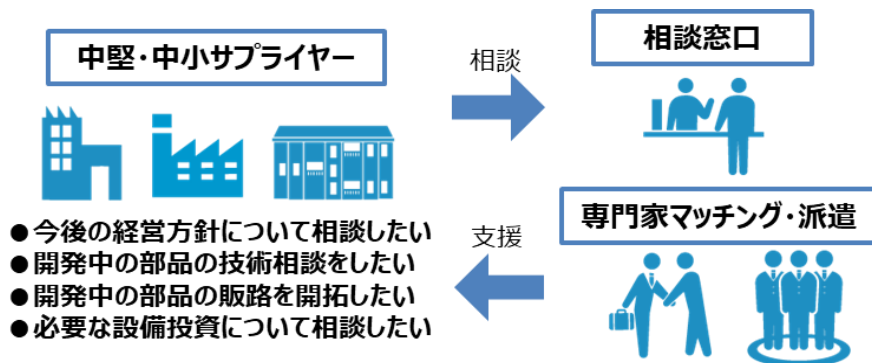 中堅・中小サプライヤー
相談
相談窓口
●今後の経営方針について相談したい
●開発中の部品の技術相談をしたい
●開発中の部品の販路を開拓したい
●必要な設備投資について相談したい
支援
専門家マッチング・派遣